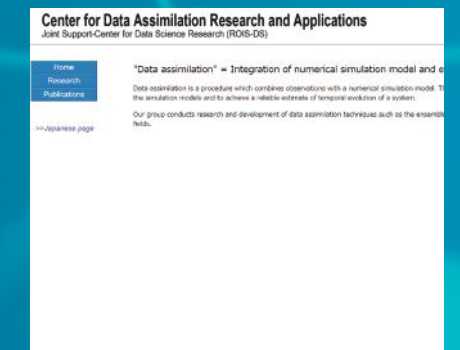 Center for Data Assimilation Research and Applications
Joint Support-Center for Data Science Research (ROIS-DS)
Home
Research
Publications
>>Japanese page
"Data assimilation" = Integration of numerical simulation model and e
Data assimilation is a procedure which combines observations with a numerical simulation model. Th
the simulation models and to achieve a reliable estimate of temporal evolution of a system.
Our group conducts research and development of data assimilation techniques such as the ensemble
fields.